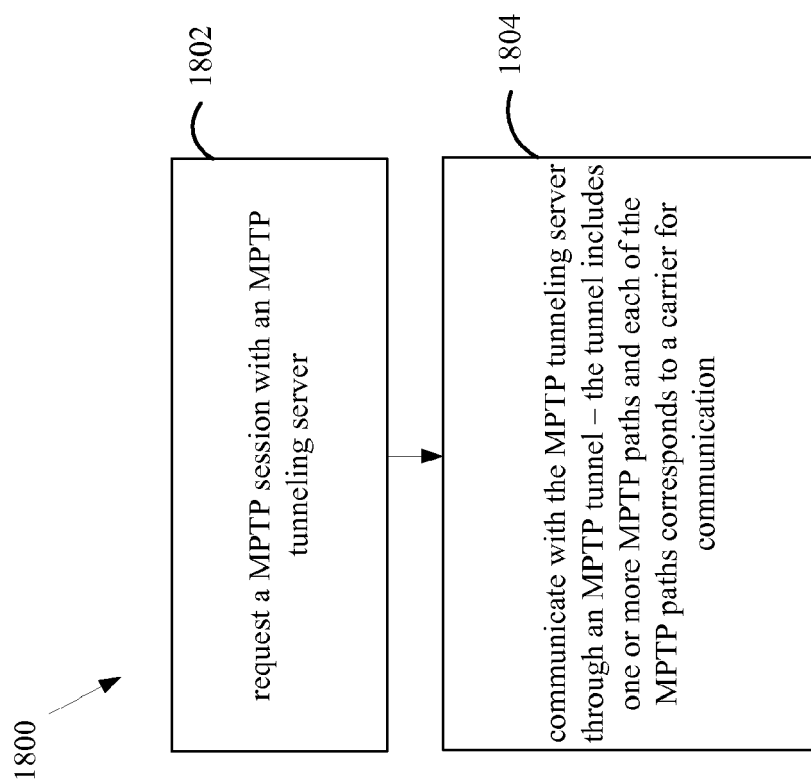 1800
1802
request a MPTP session with an MPTP
tunneling server
1804
communicate with the MPTP tunneling server
through an MPTP tunnel – the tunnel includes
one or more MPTP paths and each of the
MPTP paths corresponds to a carrier for
communication